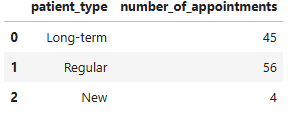 patient_type number_of_appointments
0 Long-term 45
1 Regular 56
2 New 4